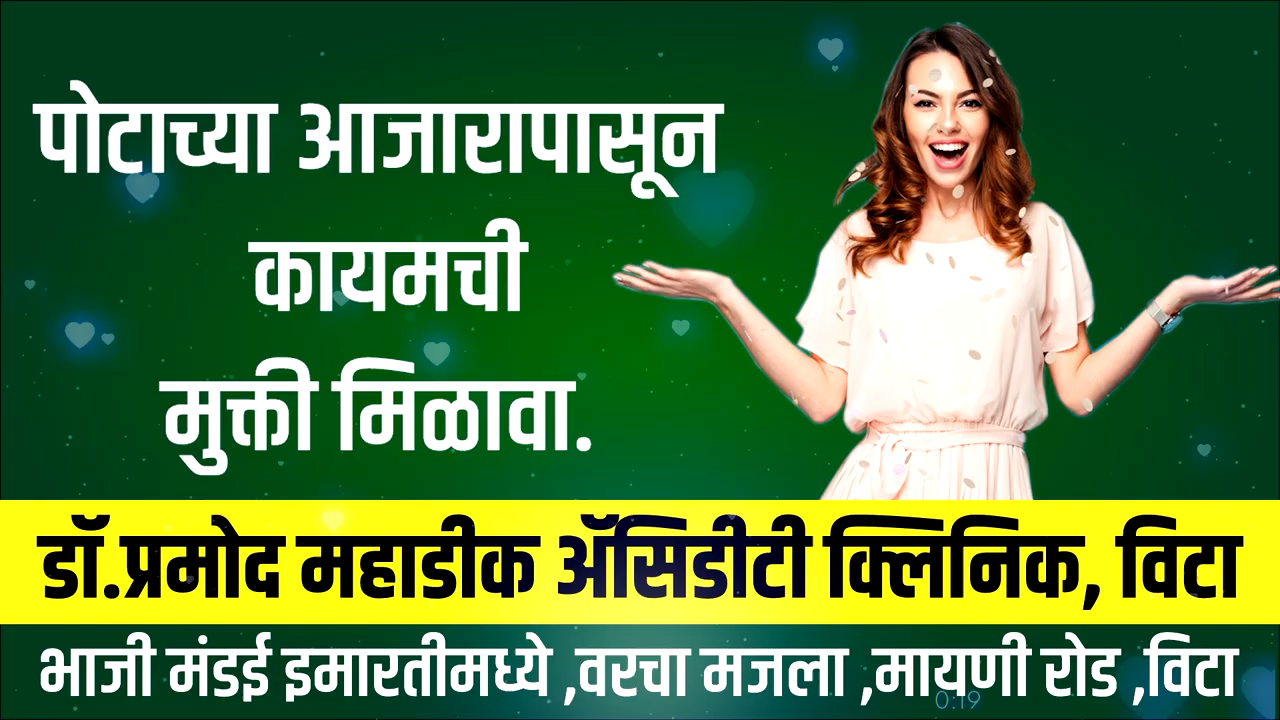 पोटाच्या आजारापासून
कायमची
मुक्ती मिळावा.
डॉ.प्रमोद महाडीक ॲसिडीटी क्लिनिक, विटा
भाजी मंडई इमारतीमध्ये ,वरचा मजला ,मायणी रोड ,विटा
0:19